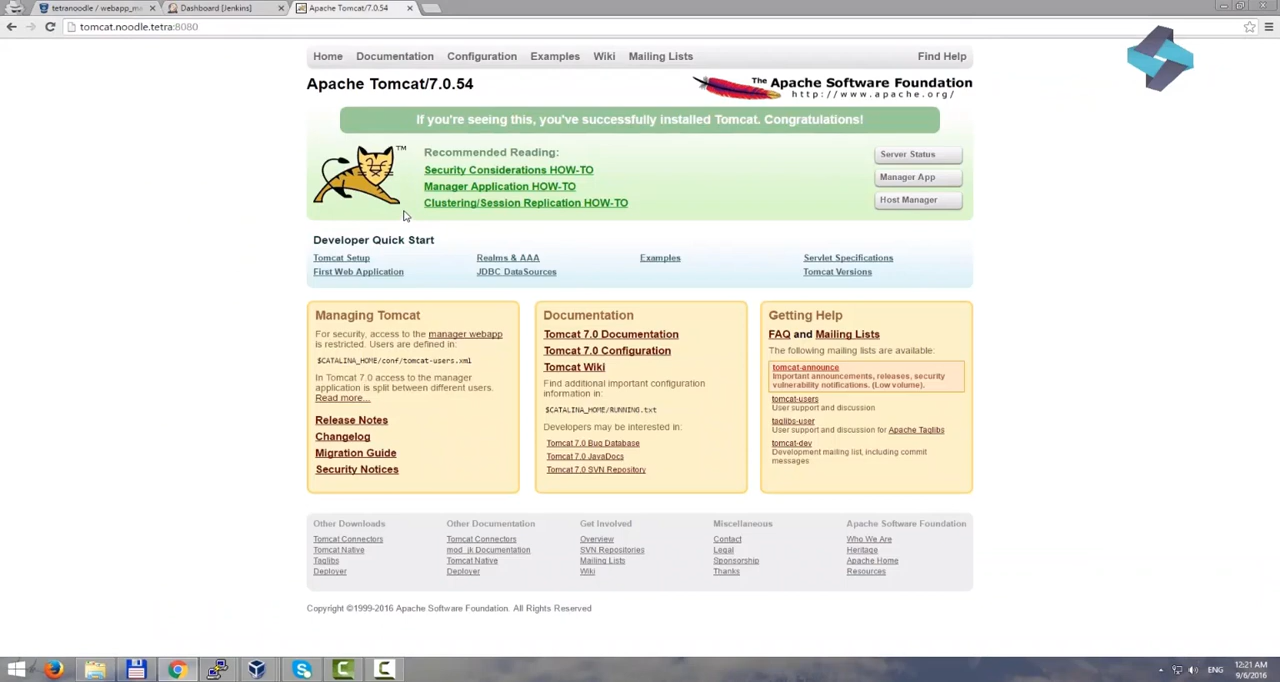 tetranoodle / webapp_m
Dashboard [Jenkins]
Apache Tomcat/7.0.54
tomcat.noodle.tetra:8080
Home Documentation Configuration Examples Wiki Mailing Lists Find Help
Apache Tomcat/7.0.54
The Apache Software Foundation
http://www.apache.org/
If you're seeing this, you've successfully installed Tomcat. Congratulations!
TM
Recommended Reading:
Security Considerations HOW-TO
Manager Application HOW-TO
Clustering/Session Replication HOW-TO
Server Status
Manager App
Host Manager
Developer Quick Start
Tomcat Setup
First Web Application
Realms & AAA
JDBC DataSources
Examples
Servlet Specifications
Tomcat Versions
Managing Tomcat
For security, access to the manager webapp
is restricted. Users are defined in:
$CATALINA_HOME/conf/tomcat-users.xml
In Tomcat 7.0 access to the manager
application is split between different users.
Read more...
Release Notes
Changelog
Migration Guide
Security Notices
Documentation
Tomcat 7.0 Documentation
Tomcat 7.0 Configuration
Tomcat Wiki
Find additional important configuration
information in:
$CATALINA_HOME/RUNNING.txt
Developers may be interested in:
Tomcat 7.0 Bug Database
Tomcat 7.0 JavaDocs
Tomcat 7.0 SVN Repository
Getting Help
FAQ and Mailing Lists
The following mailing lists are available:
tomcat-announce
Important announcements, releases, security
vulnerability notifications. (Low volume).
tomcat-users
User support and discussion
taglibs-user
User support and discussion for Apache Taglibs
tomcat-dev
Development mailing list, including commit
messages
Other Downloads
Tomcat Connectors
Tomcat Native
Taglibs
Deployer
Other Documentation
Tomcat Connectors
mod_jk Documentation
Tomcat Native
Deployer
Get Involved
Overview
SVN Repositories
Mailing Lists
Wiki
Miscellaneous
Contact
Legal
Sponsorship
Thanks
Apache Software Foundation
Who We Are
Heritage
Apache Home
Resources
Copyright ©1999-2016 Apache Software Foundation. All Rights Reserved
ENG
12:21 AM
9/6/2016